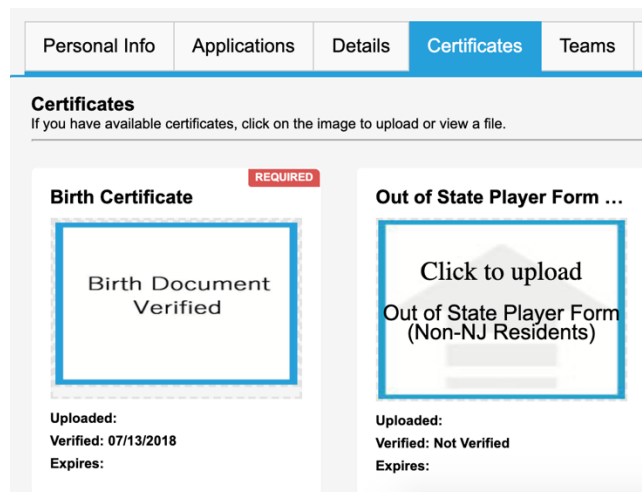 Personal Info
Applications
Details
Certificates
Teams
Certificates
If you have available certificates, click on the image to upload or view a file.
REQUIRED
Birth Certificate
Birth Document
Verified
Uploaded:
Verified: 07/13/2018
Expires:
Out of State Player Form ...
Click to upload
Out of State Player Form
(Non-NJ Residents)
Uploaded:
Verified: Not Verified
Expires: